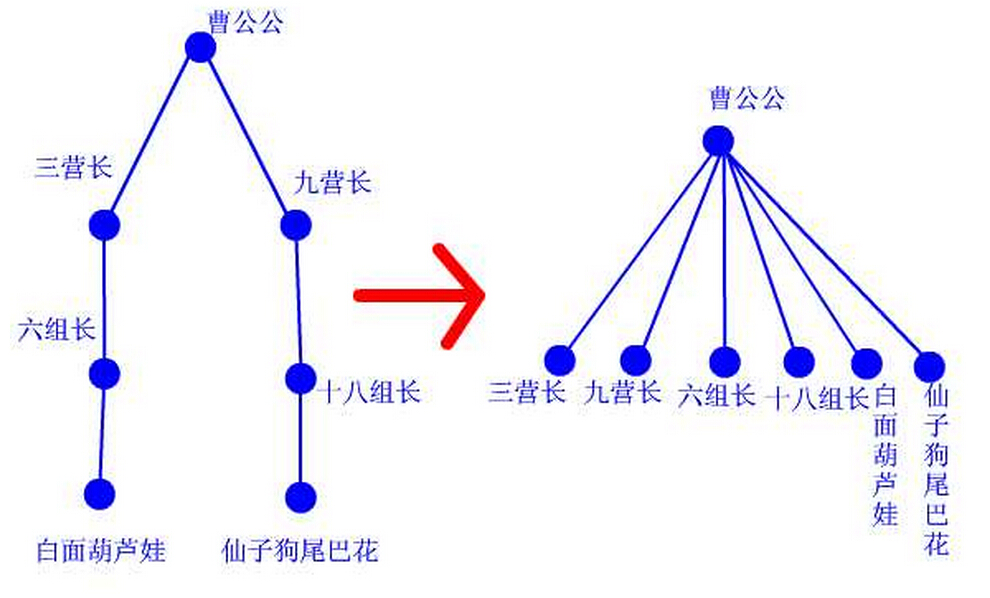 曹公公
三营长
九营长
六组长
十八组长
白面葫芦娃
仙子狗尾巴花
曹公公
三营长
九营长
六组长
十八组长
白面葫芦娃
仙子狗尾巴花